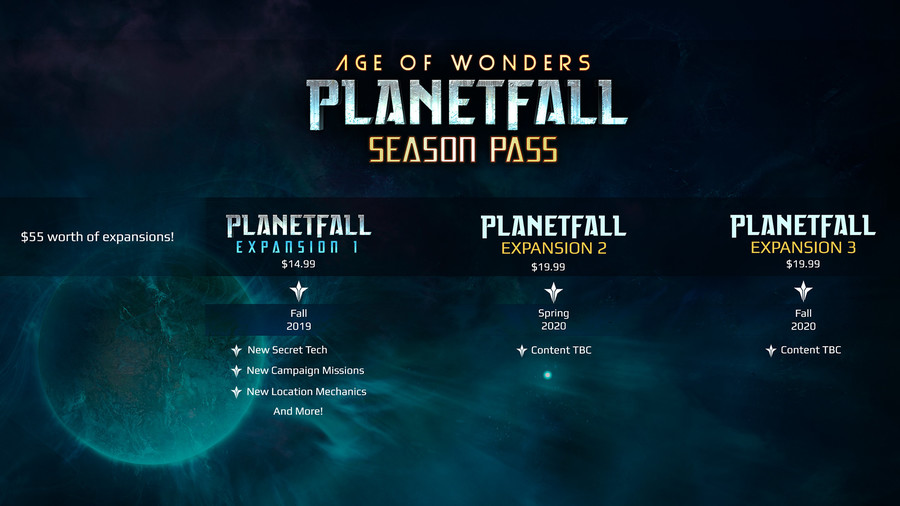 AGE OF WONDERS
PLANETFALL
SEASON PASS
$55 worth of expansions!
PLANETFALL
EXPANSION 1
$14.99
Fall
2019
New Secret Tech
New Campaign Missions
New Location Mechanics
And More!
PLANETFALL
EXPANSION 2
$19.99
Spring
2020
Content TBC
PLANETFALL
EXPANSION 3
$19.99
Fall
2020
Content TBC